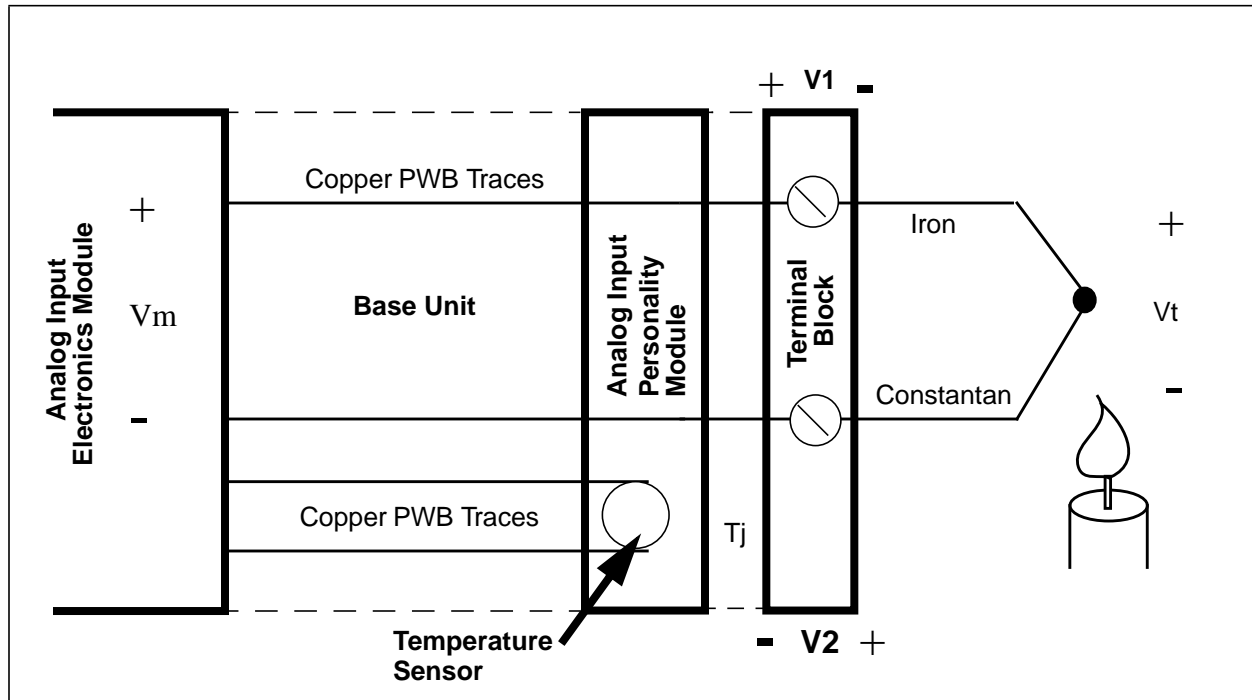 + V1 -
Copper PWB Traces
+
Iron
+
Analog Input
Electronics Module
Vm
Base Unit
Analog Input
Personality
Module
Terminal
Block
Vt
-
Constantan
-
Copper PWB Traces
Tj
Temperature
Sensor
- V2 +